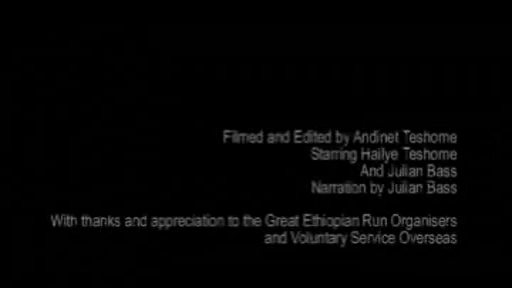 Filmed and Edited by Andinet Teshome
Starring Hailye Teshome
And Julian Bass
Narration by Julian Bass
With thanks and appreciation to the Great Ethiopian Run Organisers
and Voluntary Service Overseas